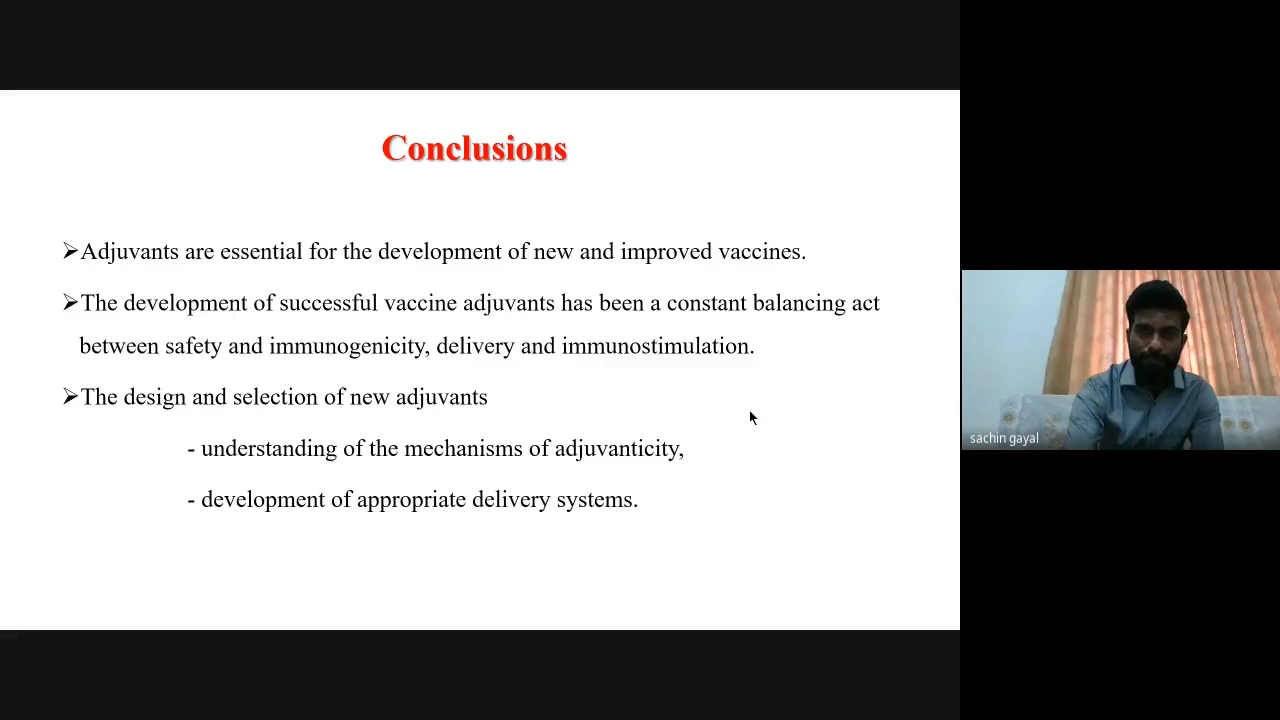 Conclusions
➢Adjuvants are essential for the development of new and improved vaccines.
➢The development of successful vaccine adjuvants has been a constant balancing act
between safety and immunogenicity, delivery and immunostimulation.
➢The design and selection of new adjuvants
- understanding of the mechanisms of adjuvanticity,
- development of appropriate delivery systems.
sachin gayal